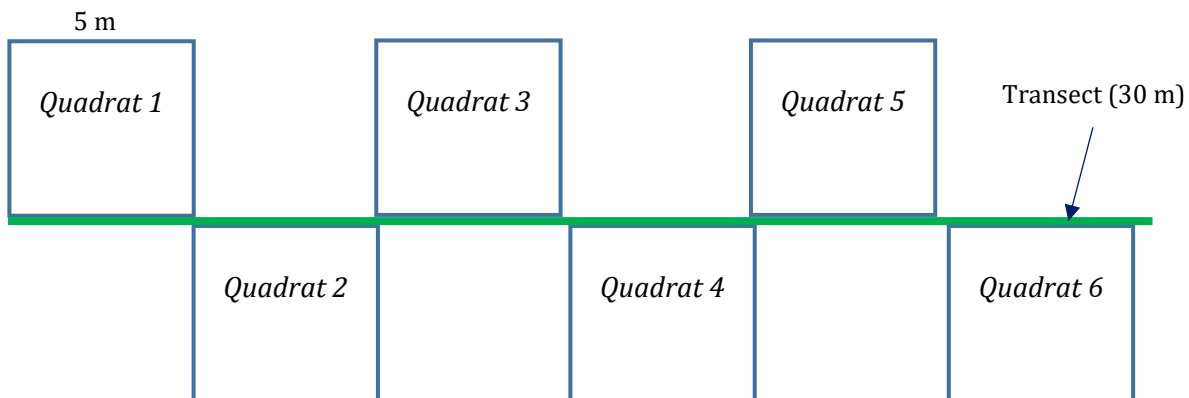 5 m
Quadrat 1
Quadrat 3
Quadrat 5
Transect (30 m)
Quadrat 2
Quadrat 4
Quadrat 6